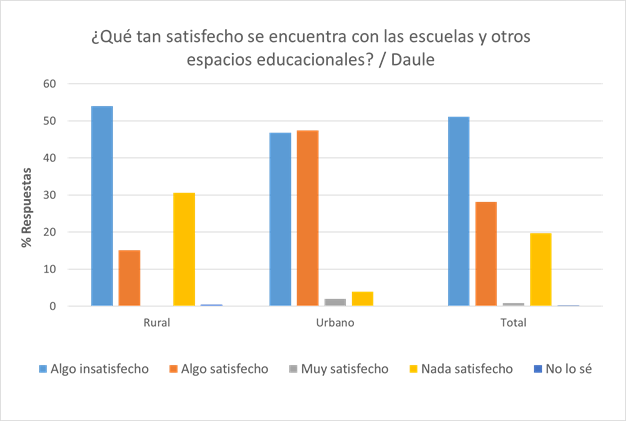 ¿Qué tan satisfecho se encuentra con las escuelas y otros
espacios educacionales? / Daule
60
50
40
30
20
10
0
% Respuestas
Rural Urbano Total
Algo insatisfecho Algo satisfecho Muy satisfecho Nada satisfecho No lo sé